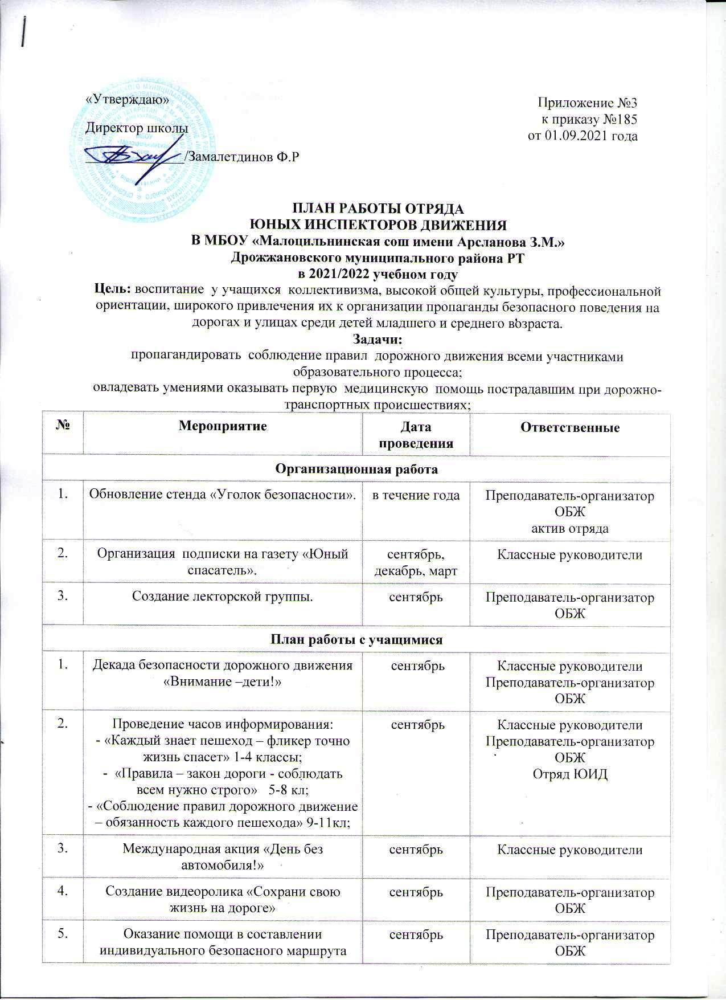 «Утверждаю»
Директор школы
______________/Замалетдинов Ф.Р
Приложение №3
к приказу №185
от 01.09.2021 года
ПЛАН РАБОТЫ ОТРЯДА
ЮНЫХ ИНСПЕКТОРОВ ДВИЖЕНИЯ
В МБОУ «Малоцильнинская сош имени Арсланова З.М.»
Дрожжановского муниципального района РТ
в 2021/2022 учебном году
Цель: воспитание у учащихся коллективизма, высокой общей культуры, профессиональной
ориентации, широкого привлечения их к организации пропаганды безопасного поведения на
дорогах и улицах среди детей младшего и среднего возраста.
Задачи:
пропагандировать соблюдение правил дорожного движения всеми участниками
образовательного процесса;
овладевать умениями оказывать первую медицинскую помощь пострадавшим при дорожно-
транспортных происшествиях;
№ Мероприятие Дата Ответственные
проведения
Организационная работа
1. Обновление стенда «Уголок безопасности». в течение года Преподаватель-организатор
ОБЖ
актив отряда
2. Организация подписки на газету «Юный сентябрь, Классные руководители
спасатель». декабрь, март
3. Создание лекторской группы. сентябрь Преподаватель-организатор
ОБЖ
План работы с учащимися
1. Декада безопасности дорожного движения сентябрь Классные руководители
«Внимание –дети!» Преподаватель-организатор
ОБЖ
2. Проведение часов информирования: сентябрь Классные руководители
- «Каждый знает пешеход – фликер точно Преподаватель-организатор
жизнь спасет» 1-4 классы; ОБЖ
- «Правила – закон дороги - соблюдать Отряд ЮИД
всем нужно строго» 5-8 кл;
- «Соблюдение правил дорожного движение
– обязанность каждого пешехода» 9-11кл;
3. Международная акция «День без сентябрь Классные руководители
автомобиля!»
4. Создание видеоролика «Сохрани свою сентябрь Преподаватель-организатор
жизнь на дороге» ОБЖ
5. Оказание помощи в составлении сентябрь Преподаватель-организатор
индивидуального безопасного маршрута ОБЖ